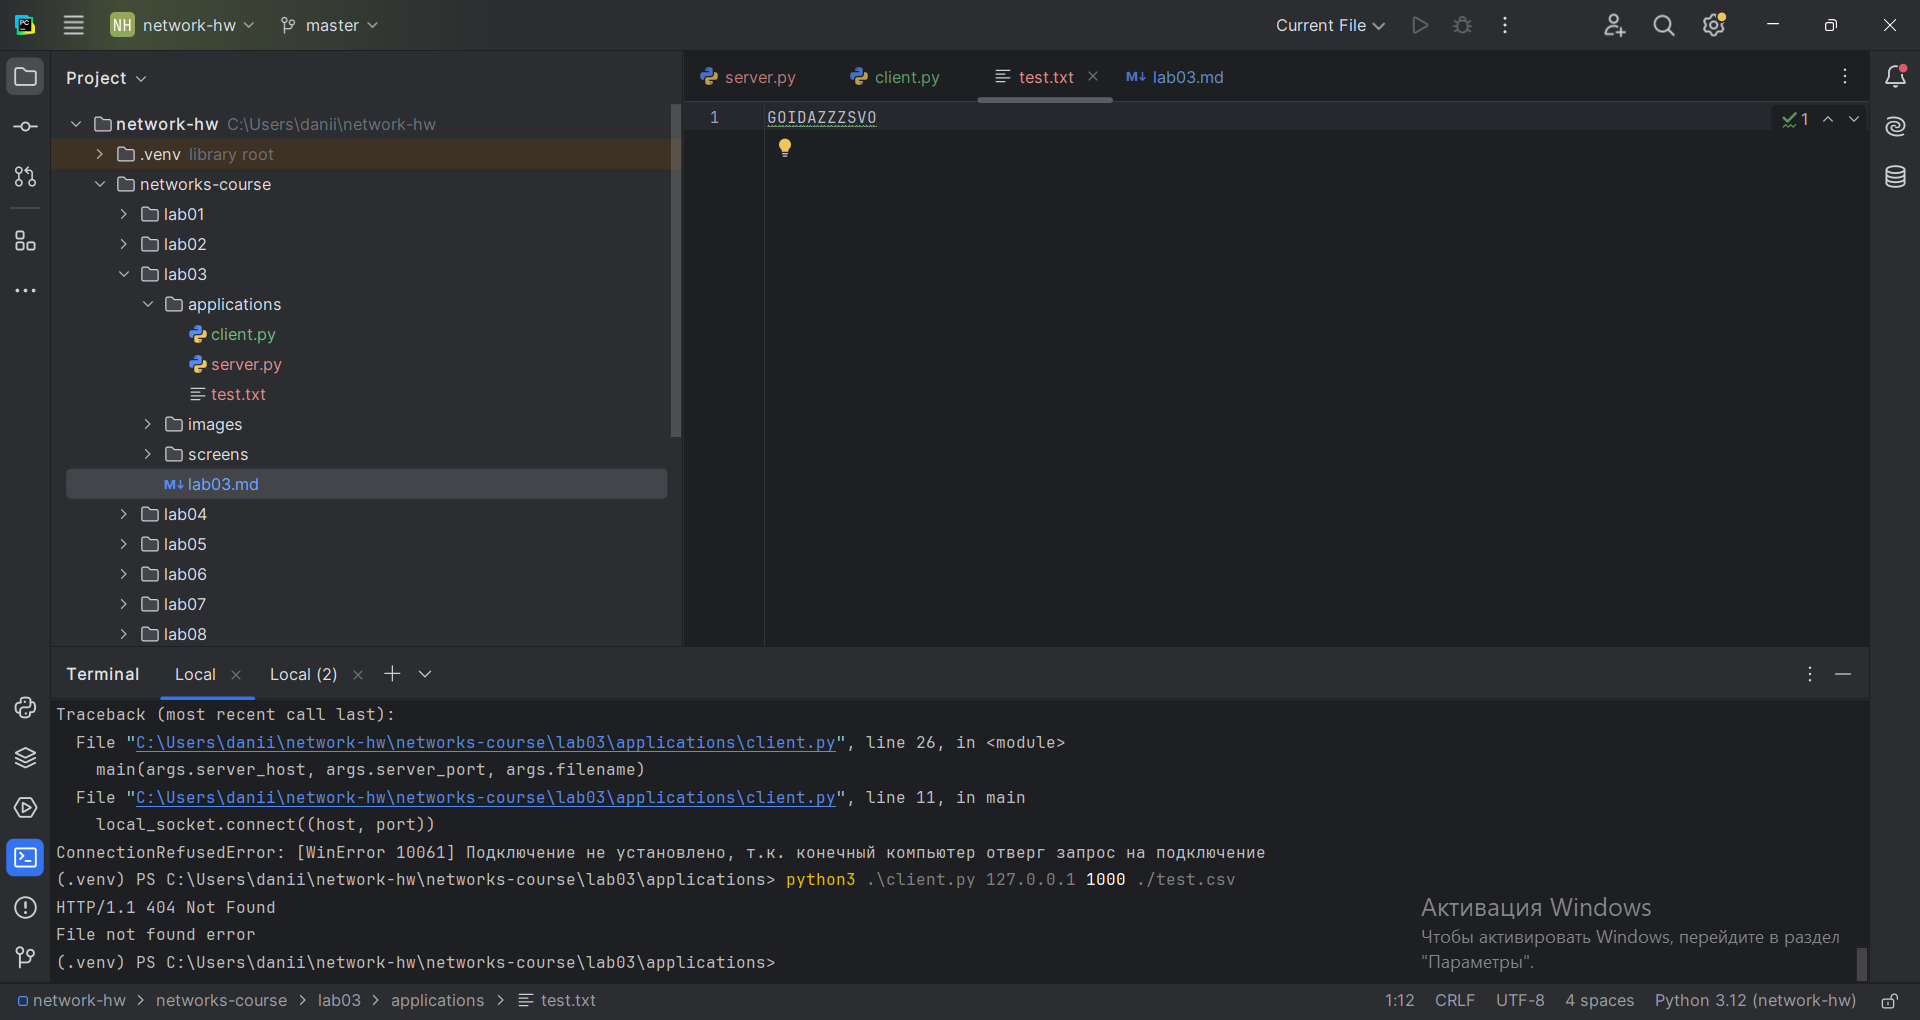 NH network-hw master Current File
Project
network-hw C:\Users\danii\network-hw
.venv library root
networks-course
lab01
lab02
lab03
applications
client.py
server.py
test.txt
images
screens
M↓ lab03.md
lab04
lab05
lab06
lab07
lab08
server.py client.py test.txt M↓ lab03.md
1 GOIDAZZZSVO 1
Terminal Local Local (2)
Traceback (most recent call last):
File "C:\Users\danii\network-hw\networks-course\lab03\applications\client.py", line 26, in <module>
main(args.server_host, args.server_port, args.filename)
File "C:\Users\danii\network-hw\networks-course\lab03\applications\client.py", line 11, in main
local_socket.connect((host, port))
ConnectionRefusedError: [WinError 10061] Подключение не установлено, т.к. конечный компьютер отверг запрос на подключение
(.venv) PS C:\Users\danii\network-hw\networks-course\lab03\applications> python3 .\client.py 127.0.0.1 1000 ./test.csv
HTTP/1.1 404 Not Found
File not found error
(.venv) PS C:\Users\danii\network-hw\networks-course\lab03\applications>
Активация Windows
Чтобы активировать Windows, перейдите в раздел
"Параметры".
network-hw > networks-course > lab03 > applications > test.txt 1:12 CRLF UTF-8 4 spaces Python 3.12 (network-hw)